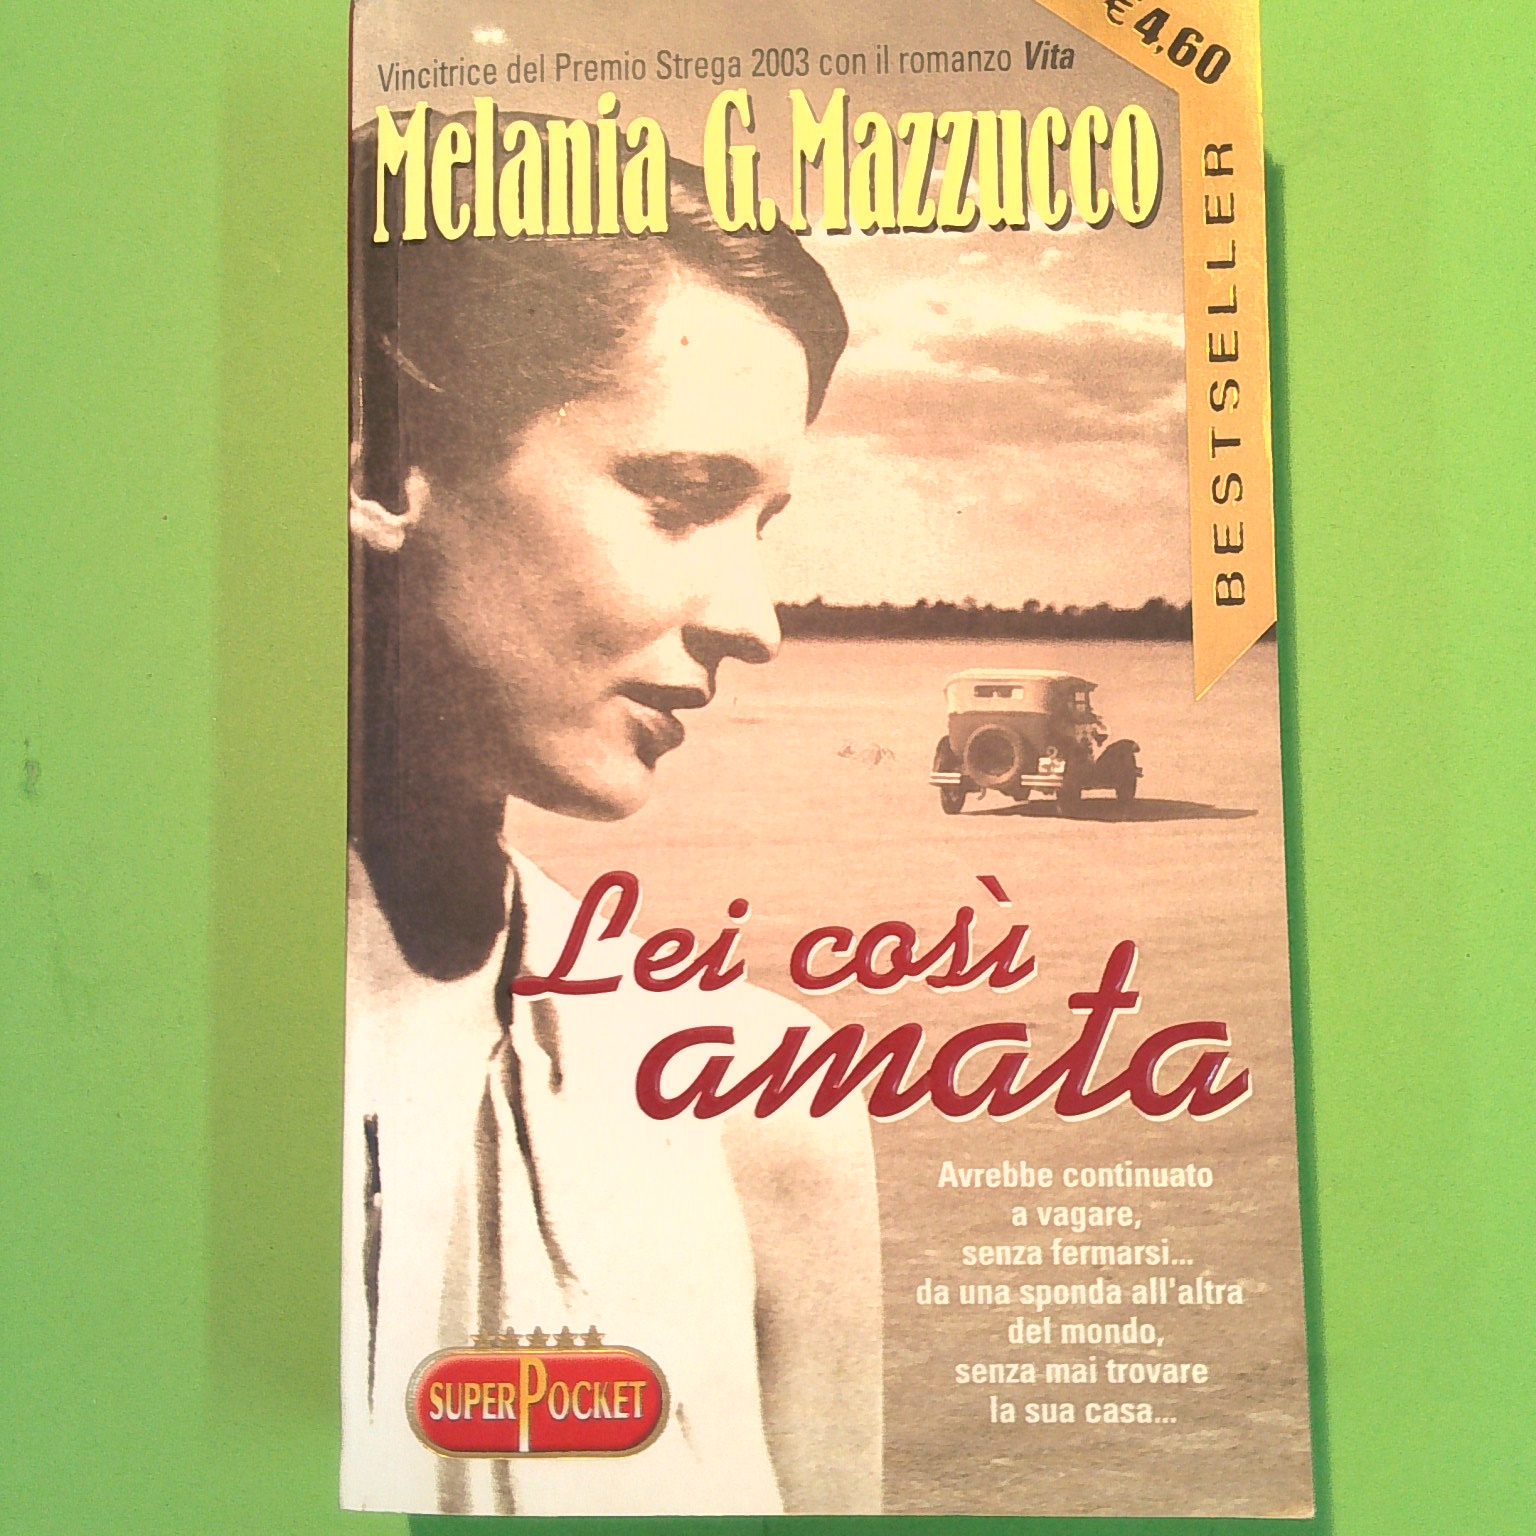 € 4,60
Vincitrice del Premio Strega 2003 con il romanzo Vita
Melania G. Mazzucco
BESTSELLER
Lei così
amata
Avrebbe continuato
a vagare,
senza fermarsi...
da una sponda all'altra
del mondo,
senza mai trovare
la sua casa...
SUPERPOCKET